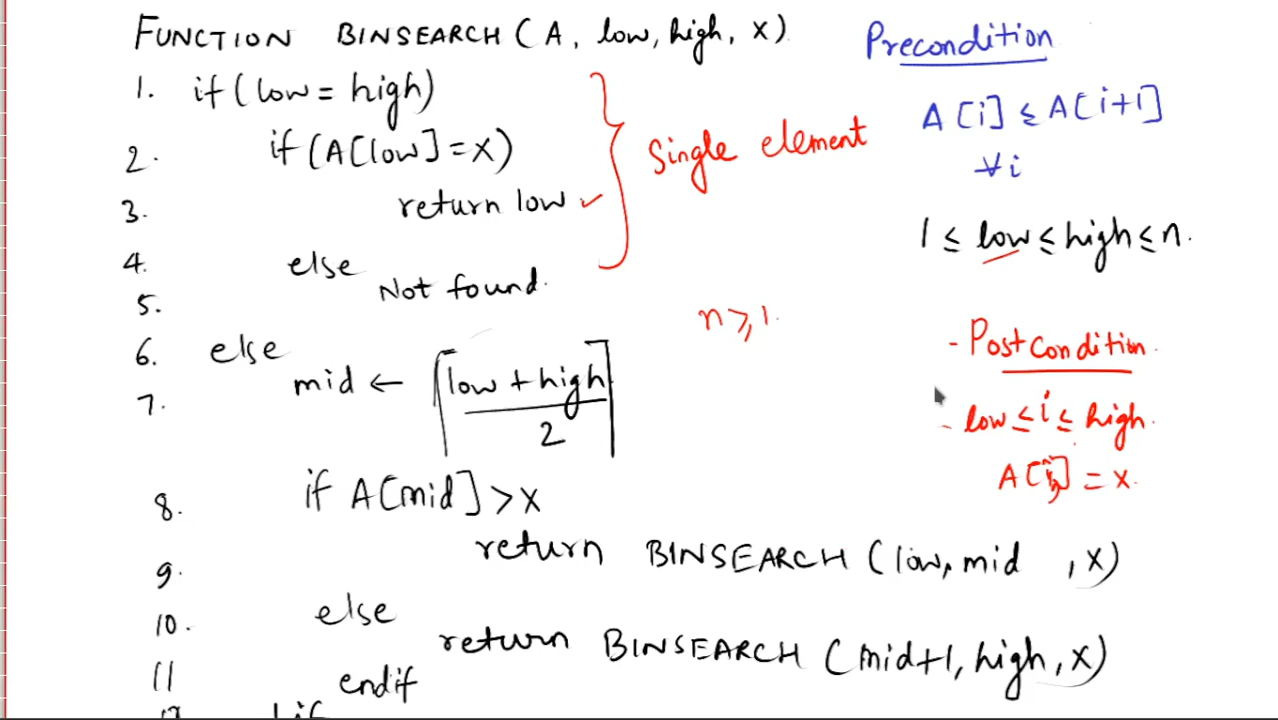 FUNCTION BINSEARCH (A, low, high, x)
1. if (low = high)
2. if (A[low] = x)
3. return low
4. else
5. Not found.
6. else
7. mid ← ⌈low + high / 2⌉
8. if A[mid] > x
9. return BINSEARCH (low, mid , x)
10. else
return BINSEARCH (mid+1, high, x)
11 endif
Single element
n ≥ 1.
Precondition
A[i] ≤ A[i+1]
∀i
1 ≤ low ≤ high ≤ n.
- Postcondition.
- low ≤ i ≤ high.
A[i] = x.